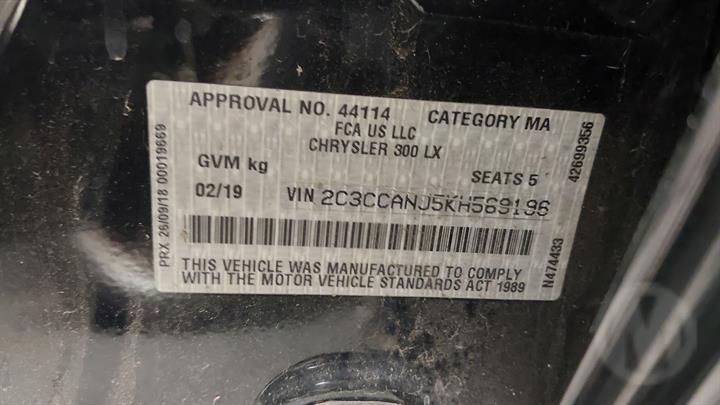 APPROVAL NO. 44114 CATEGORY MA
FCA US LLC
CHRYSLER 300 LX
GVM kg SEATS 5
02/19 VIN 2C3CCANJ5KH569196
THIS VEHICLE WAS MANUFACTURED TO COMPLY
WITH THE MOTOR VEHICLE STANDARDS ACT 1989
PRX 26/09/18 00019669
42699356
N474433
M